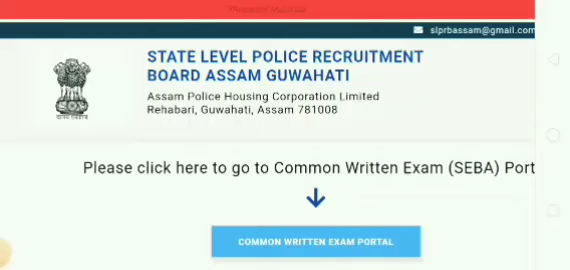 slprbassam@gmail.com
STATE LEVEL POLICE RECRUITMENT
BOARD ASSAM GUWAHATI
Assam Police Housing Corporation Limited
Rehabari, Guwahati, Assam 781008
Please click here to go to Common Written Exam (SEBA) Port
COMMON WRITTEN EXAM PORTAL